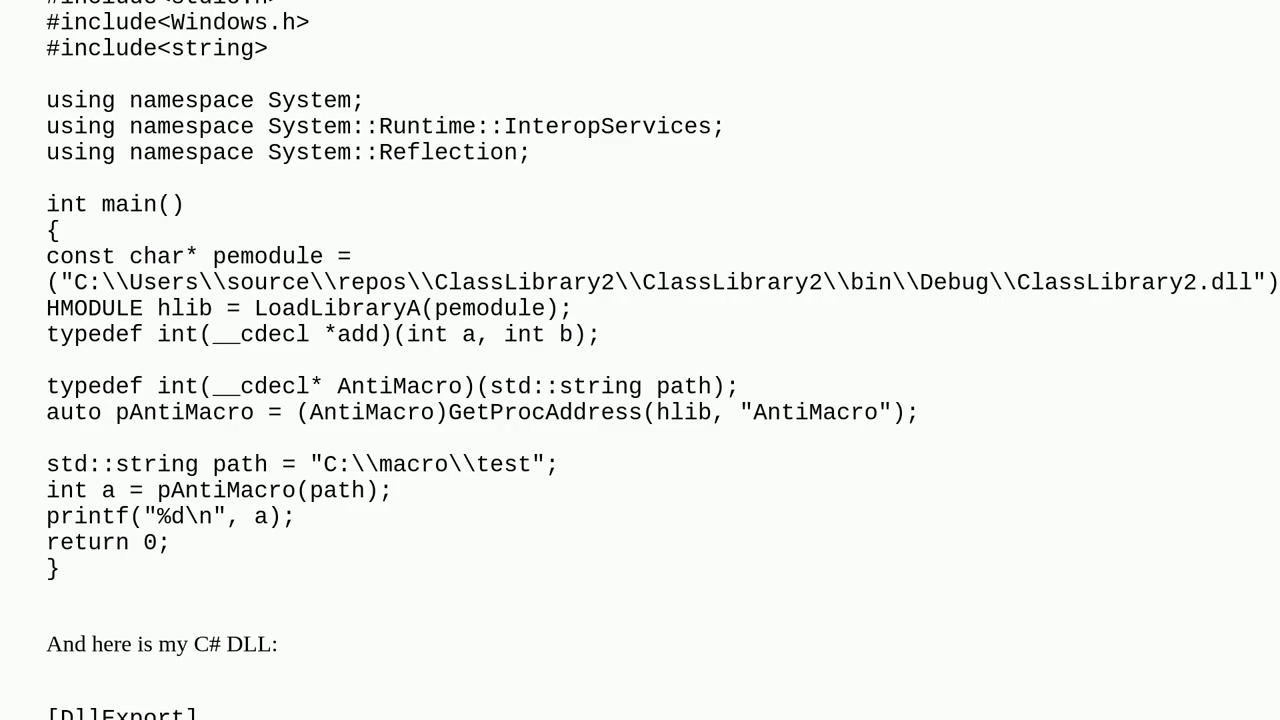 #include<stdio.h>
#include<Windows.h>
#include<string>
using namespace System;
using namespace System::Runtime::InteropServices;
using namespace System::Reflection;
int main()
{
const char* pemodule =
("C:\\Users\\source\\repos\\ClassLibrary2\\ClassLibrary2\\bin\\Debug\\ClassLibrary2.dll")
HMODULE hlib = LoadLibraryA(pemodule);
typedef int(__cdecl *add)(int a, int b);
typedef int(__cdecl* AntiMacro)(std::string path);
auto pAntiMacro = (AntiMacro)GetProcAddress(hlib, "AntiMacro");
std::string path = "C:\\macro\\test";
int a = pAntiMacro(path);
printf("%d\n", a);
return 0;
}
And here is my C# DLL:
[DllExport]